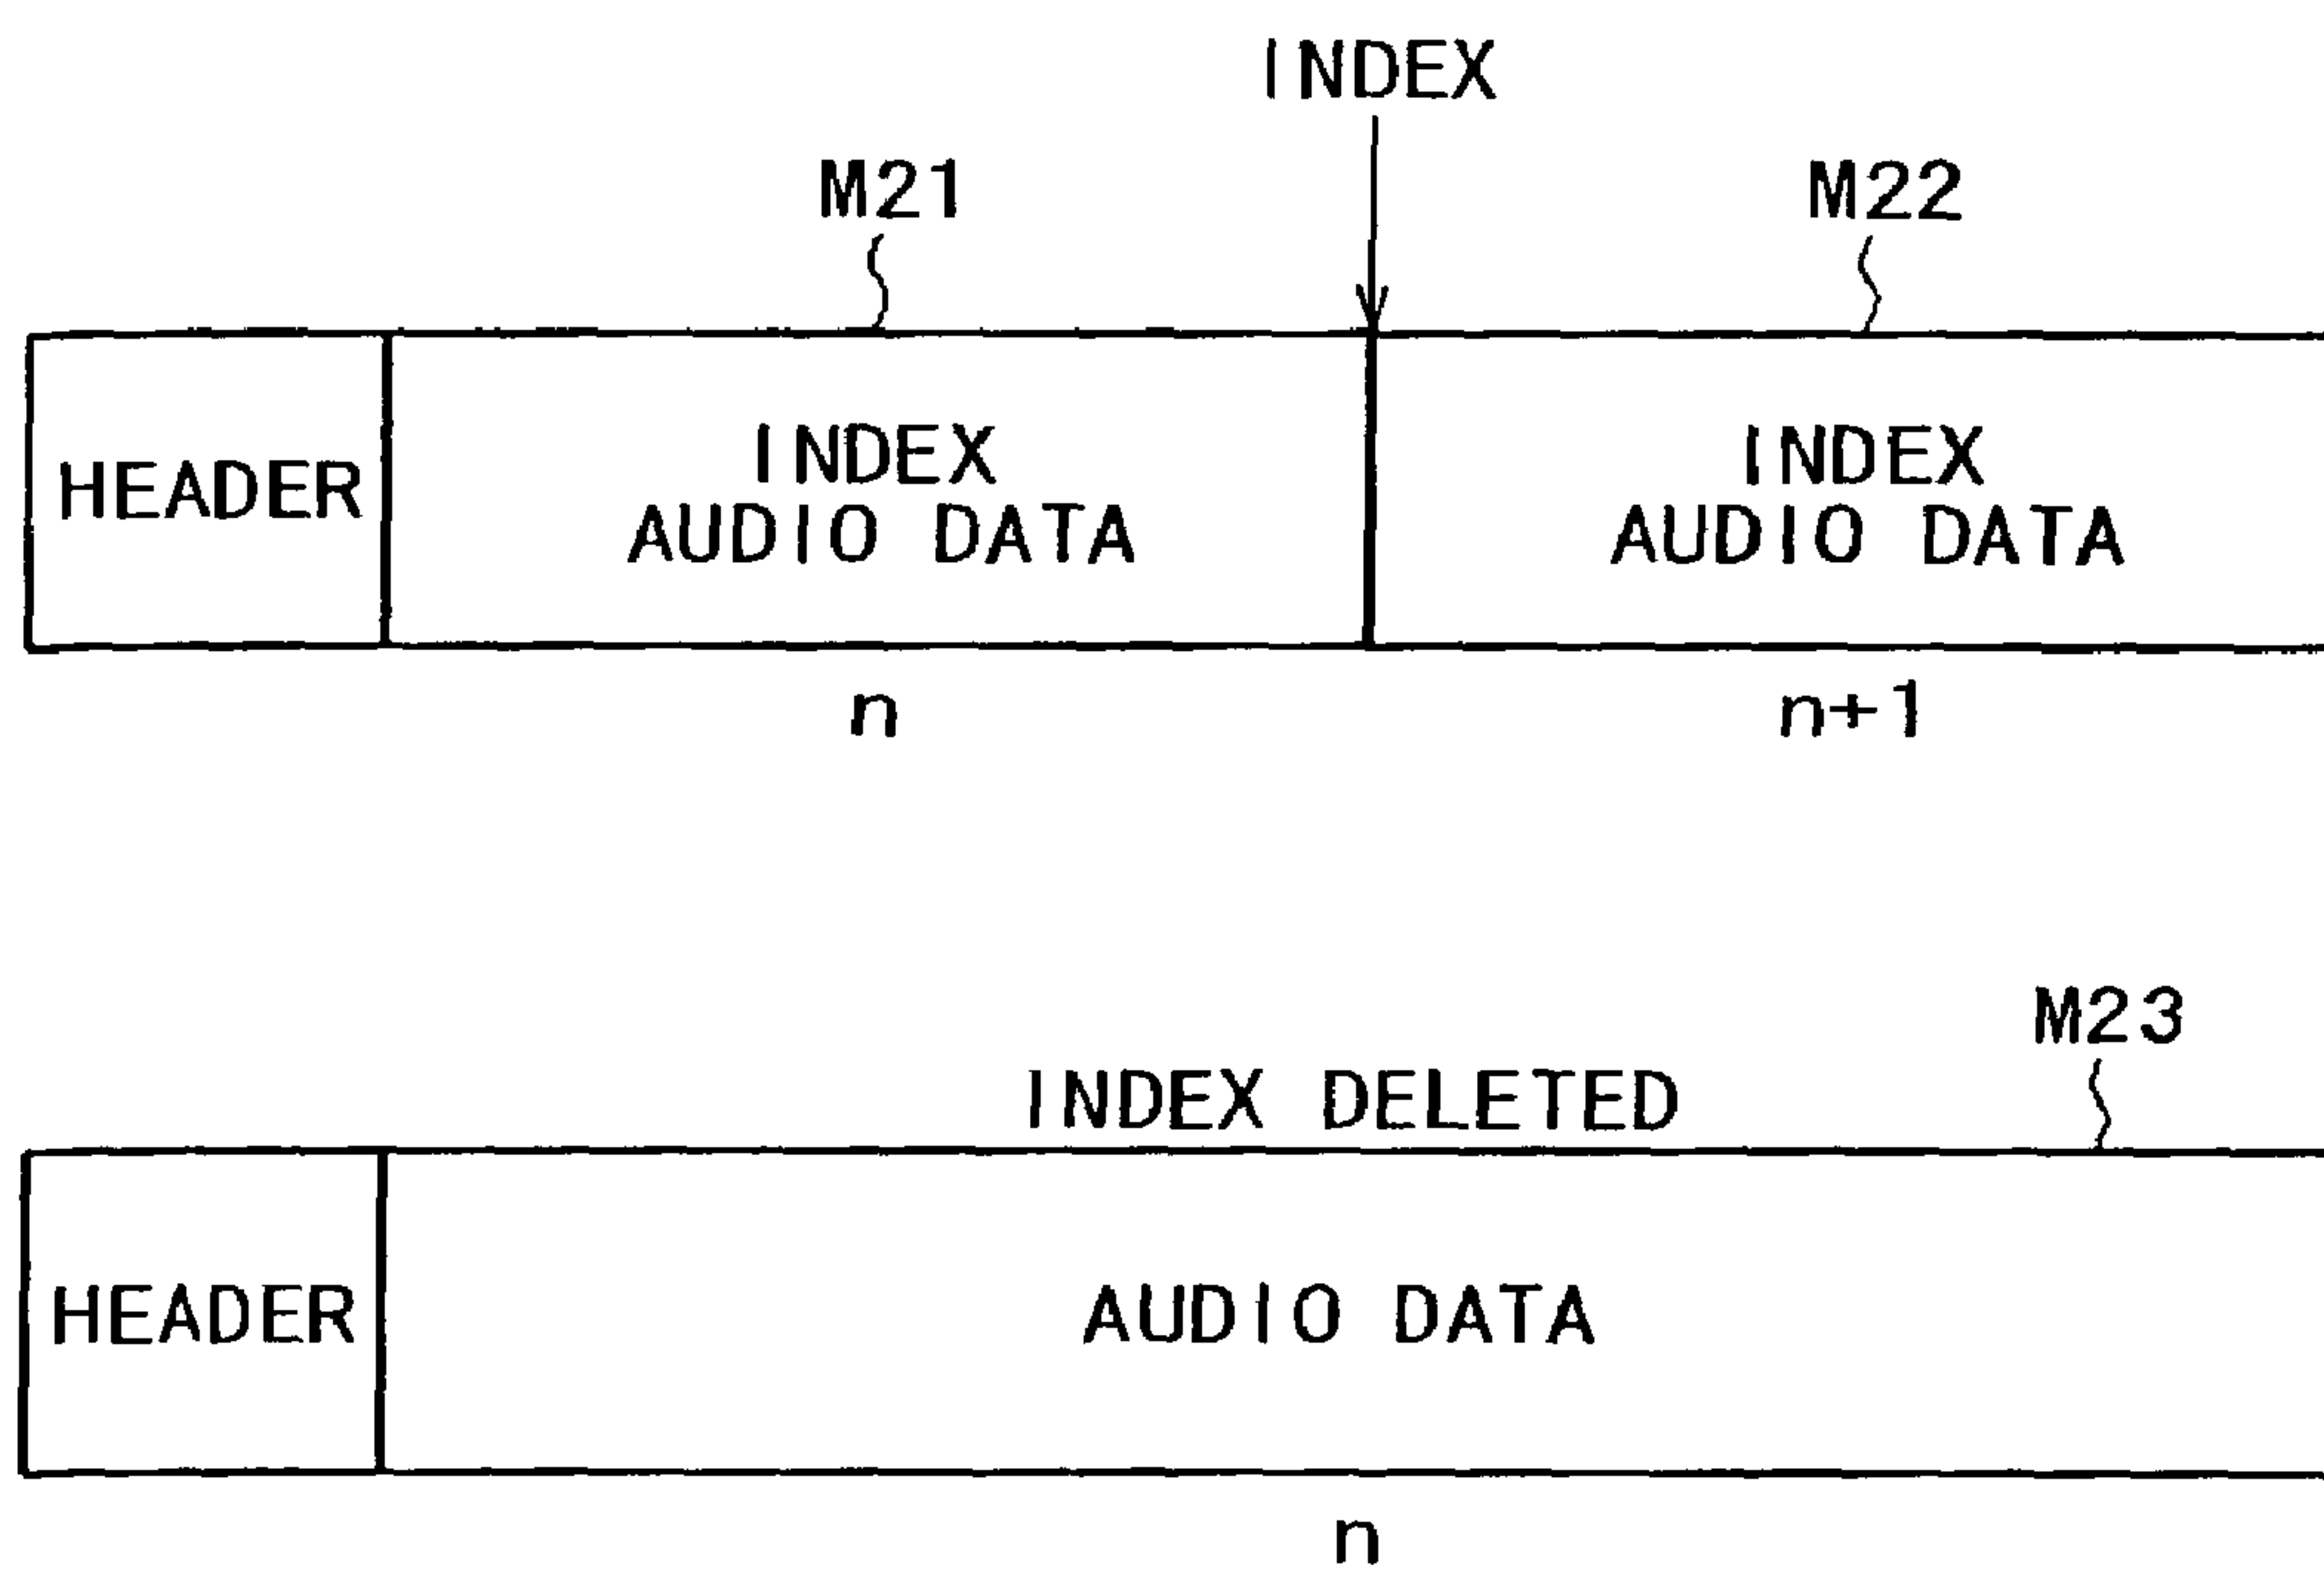 INDEX
M21
M22
HEADER
INDEX
AUDIO DATA
INDEX
AUDIO DATA
n
n+1
M23
INDEX DELETED
HEADER
AUDIO DATA
n